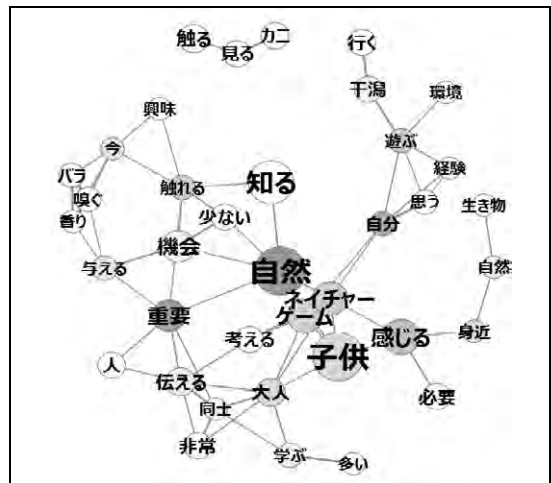 触る
見る
カニ
行く
干潟
環境
興味
今
遊ぶ
バラ
嗅ぐ
香り
触れる
知る
経験
少ない
思う
生き物
機会
自分
与える
自然
自然
ネイチャー
ゲーム
重要
感じる
身近
考える
子供
人
伝える
大人
必要
同士
非常
学ぶ
多い